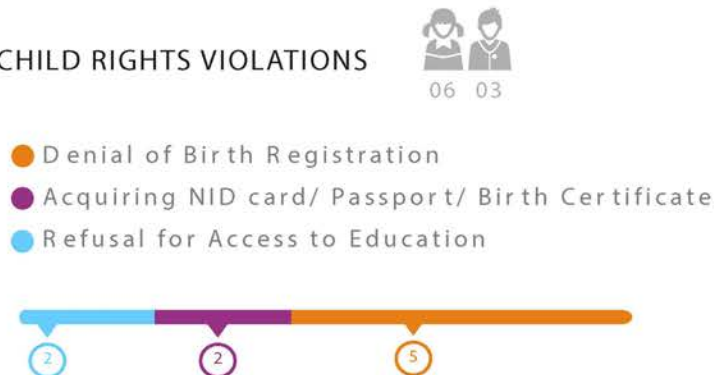 CHILD RIGHTS VIOLATIONS
06 03
Denial of Birth Registration
Acquiring NID card/ Passport/ Birth Certificate
Refusal for Access to Education
2 2 5